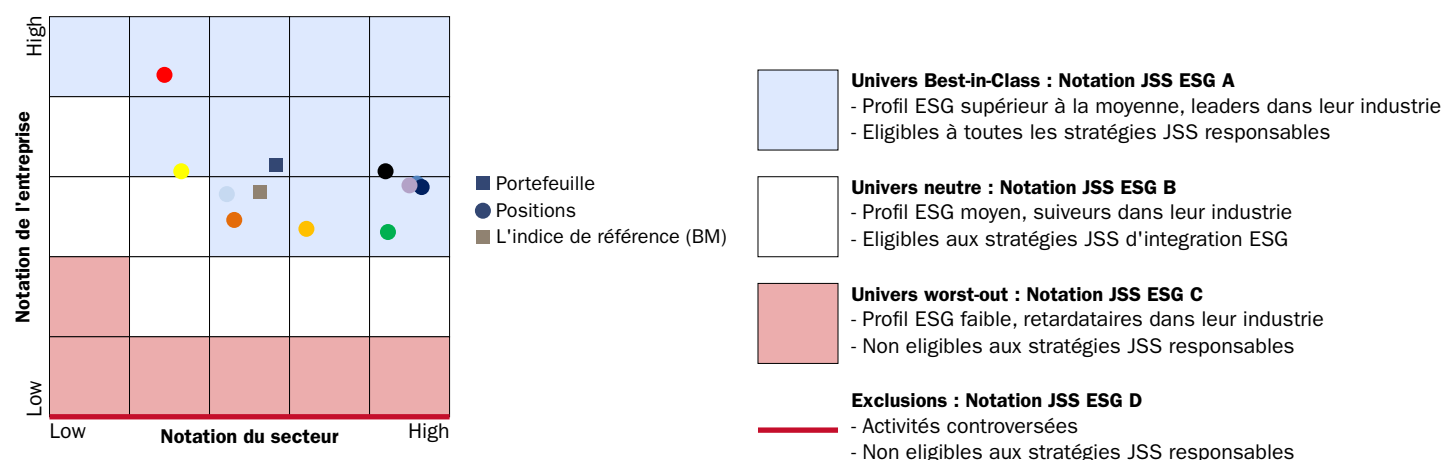 High
Notation de l'entreprise
Low
Low
Notation du secteur
High
Portefeuille
Positions
L'indice de référence (BM)
Univers Best-in-Class : Notation JSS ESG A
- Profil ESG supérieur à la moyenne, leaders dans leur industrie
- Eligibles à toutes les stratégies JSS responsables
Univers neutre : Notation JSS ESG B
- Profil ESG moyen, suiveurs dans leur industrie
- Eligibles aux stratégies JSS d'integration ESG
Univers worst-out : Notation JSS ESG C
- Profil ESG faible, retardataires dans leur industrie
- Non eligibles aux stratégies JSS responsables
Exclusions : Notation JSS ESG D
- Activités controversées
- Non eligibles aux stratégies JSS responsables